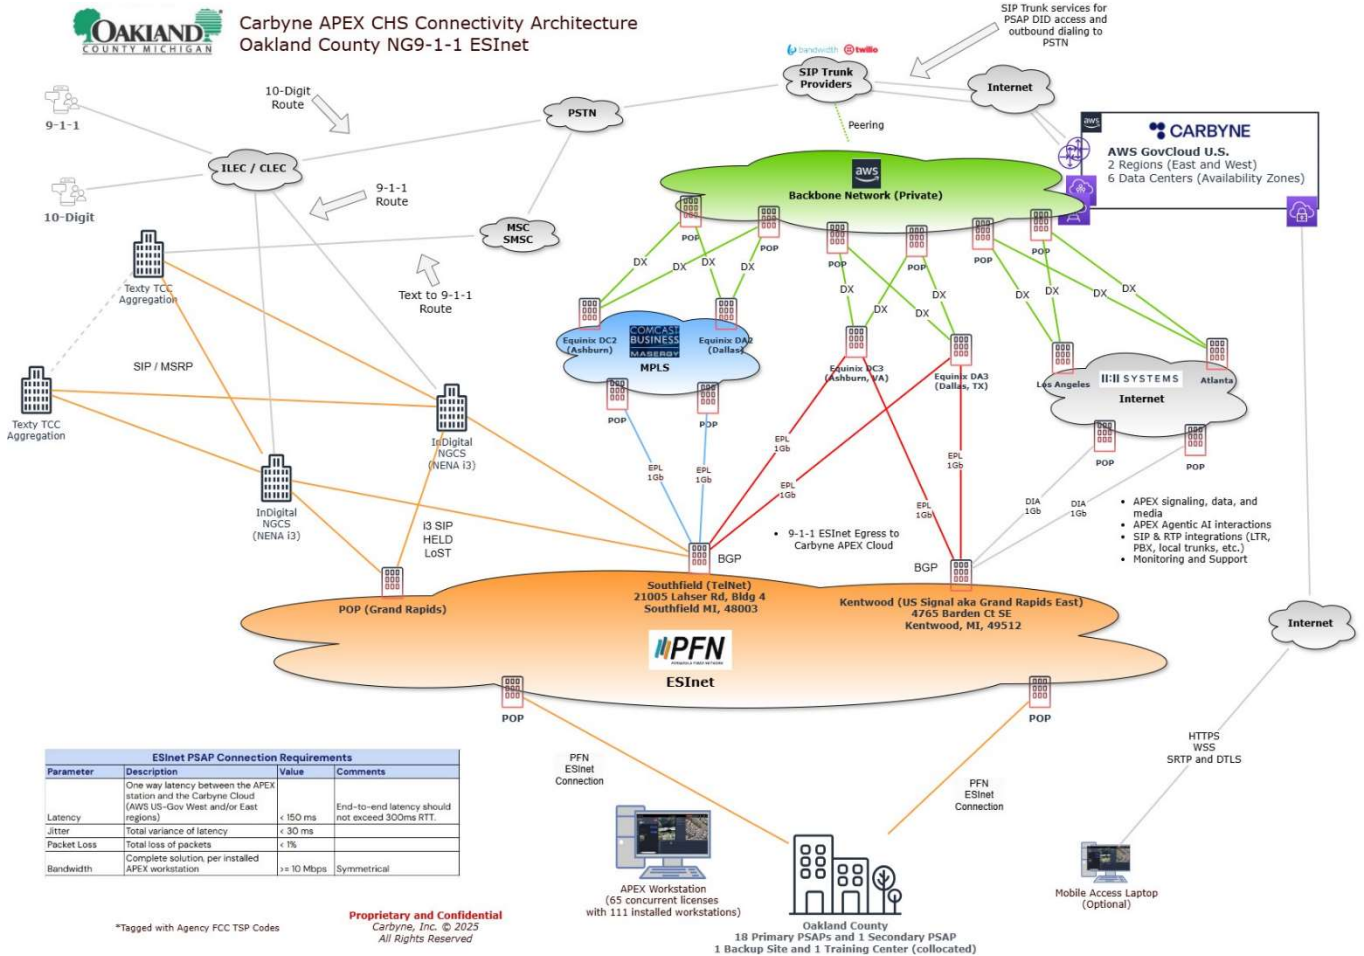 OAKLAND
COUNTY MICHIGAN
Carbyne APEX CHS Connectivity Architecture
Oakland County NG9-1-1 ESInet
SIP Trunk services for
PSAP DID access and
outbound dialing to
PSTN
bandwidth
twilio
SIP Trunk
Providers
Internet
10-Digit
Route
9-1-1
PSTN
Peering
aws
CARBYNE
AWS GovCloud U.S.
2 Regions (East and West)
6 Data Centers (Availability Zones)
ILEC / CLEC
aws
Backbone Network (Private)
9-1-1
Route
10-Digit
MSC
SMSC
POP
POP
POP
POP
POP
POP
Text to 9-1-1
Route
Texty TCC
Aggregation
DX
DX
DX
DX
DX
DX
DX
DX
DX
DX
DX
DX
Equinix DC2
(Ashburn)
COMCAST
BUSINESS
MASERGY
MPLS
Equinix DA2
(Dallas)
Equinix DC3
(Ashburn, VA)
Equinix DA3
(Dallas, TX)
Los Angeles
11:11 SYSTEMS
Internet
Atlanta
SIP / MSRP
Texty TCC
Aggregation
POP
POP
POP
POP
InDigital
NGCS
(NENA i3)
InDigital
NGCS
(NENA i3)
EPL
1Gb
EPL
1Gb
EPL
1Gb
EPL
1Gb
EPL
1Gb
EPL
1Gb
DIA
1Gb
DIA
1Gb
i3 SIP
HELD
LoST
• 9-1-1 ESInet Egress to
Carbyne APEX Cloud
• APEX signaling, data, and
media
• APEX Agentic AI interactions
• SIP & RTP integrations (LTR,
PBX, local trunks, etc.)
• Monitoring and Support
BGP
BGP
POP (Grand Rapids)
Southfield (TelNet)
21005 Lahser Rd, Bldg 4
Southfield MI, 48003
Kentwood (US Signal aka Grand Rapids East)
4765 Barden Ct SE
Kentwood, MI, 49512
PFN
PENINSULA FIBER NETWORK
ESInet
Internet
POP
POP
HTTPS
WSS
SRTP and DTLS
PFN
ESInet
Connection
PFN
ESInet
Connection
ESInet PSAP Connection Requirements
Parameter Description Value Comments
Latency One way latency between the APEX station and the Carbyne Cloud (AWS US-Gov West and/or East regions) < 150 ms End-to-end latency should not exceed 300ms RTT.
Jitter Total variance of latency < 30 ms
Packet Loss Total loss of packets < 1%
Bandwidth Complete solution, per installed APEX workstation >= 10 Mbps Symmetrical
APEX Workstation
(65 concurrent licenses
with 111 installed workstations)
Mobile Access Laptop
(Optional)
*Tagged with Agency FCC TSP Codes
Proprietary and Confidential
Carbyne, Inc. © 2025
All Rights Reserved
Oakland County
18 Primary PSAPs and 1 Secondary PSAP
1 Backup Site and 1 Training Center (collocated)